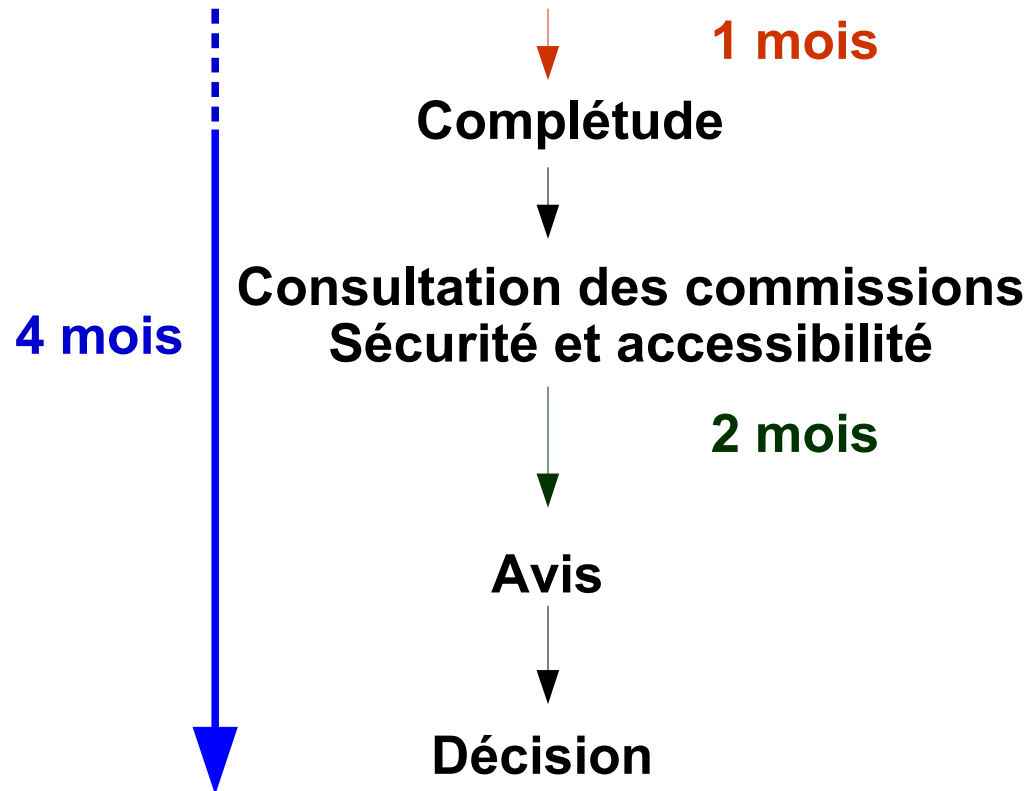 1 mois
Complétude
Consultation des commissions
Sécurité et accessibilité
4 mois
2 mois
Avis
Décision